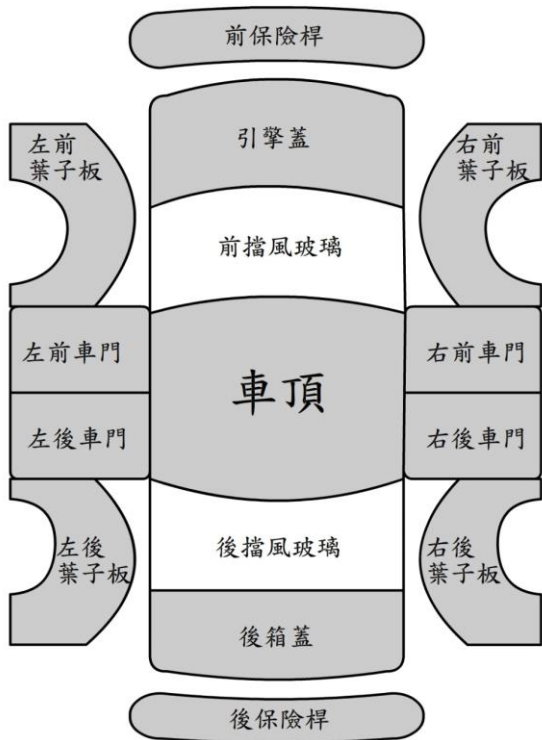 前保險桿
引擎蓋
左前
葉子板
右前
葉子板
前擋風玻璃
左前車門
車頂
右前車門
左後車門
右後車門
左後
葉子板
後擋風玻璃
右後
葉子板
後箱蓋
後保險桿